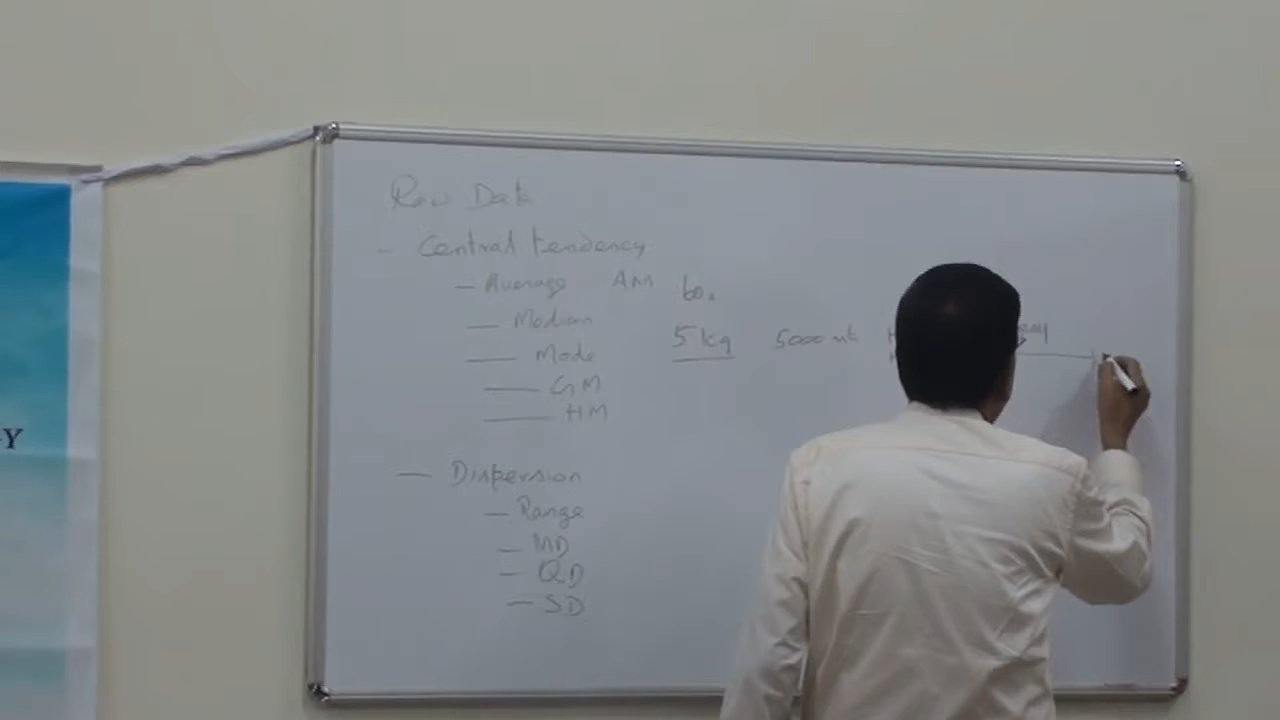 Raw Data
- Central tendency
- Average AM 60.
- Median
- Mode 5 kg 5000 nt
- GM
- HM
- Dispersion
- Range
- MD
- QD
- SD
-Y